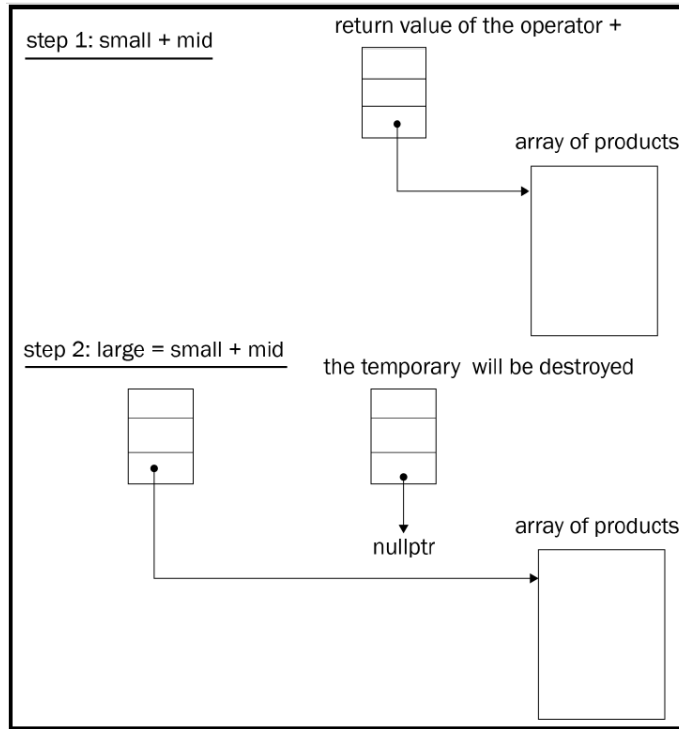 step 1: small + mid
return value of the operator +
array of products
step 2: large = small + mid
the temporary will be destroyed
nullptr
array of products